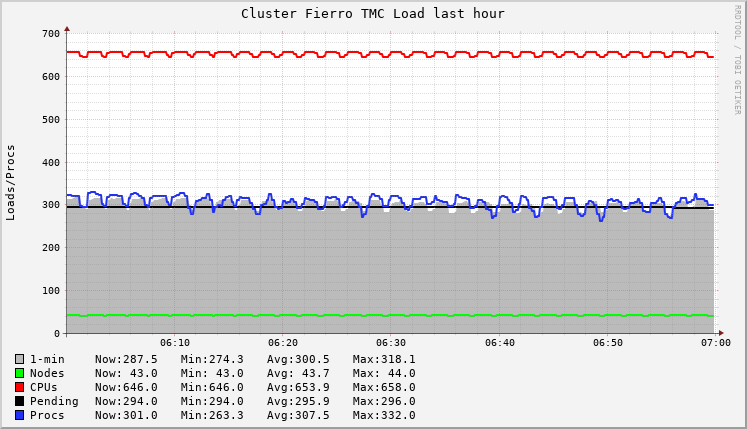 Cluster Fierro TMC Load last hour
RRDTOOL / TOBI OETIKER
Loads/Procs
700
600
500
400
300
200
100
0
06:10 06:20 06:30 06:40 06:50 07:00
1-min Now:287.5 Min:274.3 Avg:300.5 Max:318.1
Nodes Now: 43.0 Min: 43.0 Avg: 43.7 Max: 44.0
CPUs Now:646.0 Min:646.0 Avg:653.9 Max:658.0
Pending Now:294.0 Min:294.0 Avg:295.9 Max:296.0
Procs Now:301.0 Min:263.3 Avg:307.5 Max:332.0